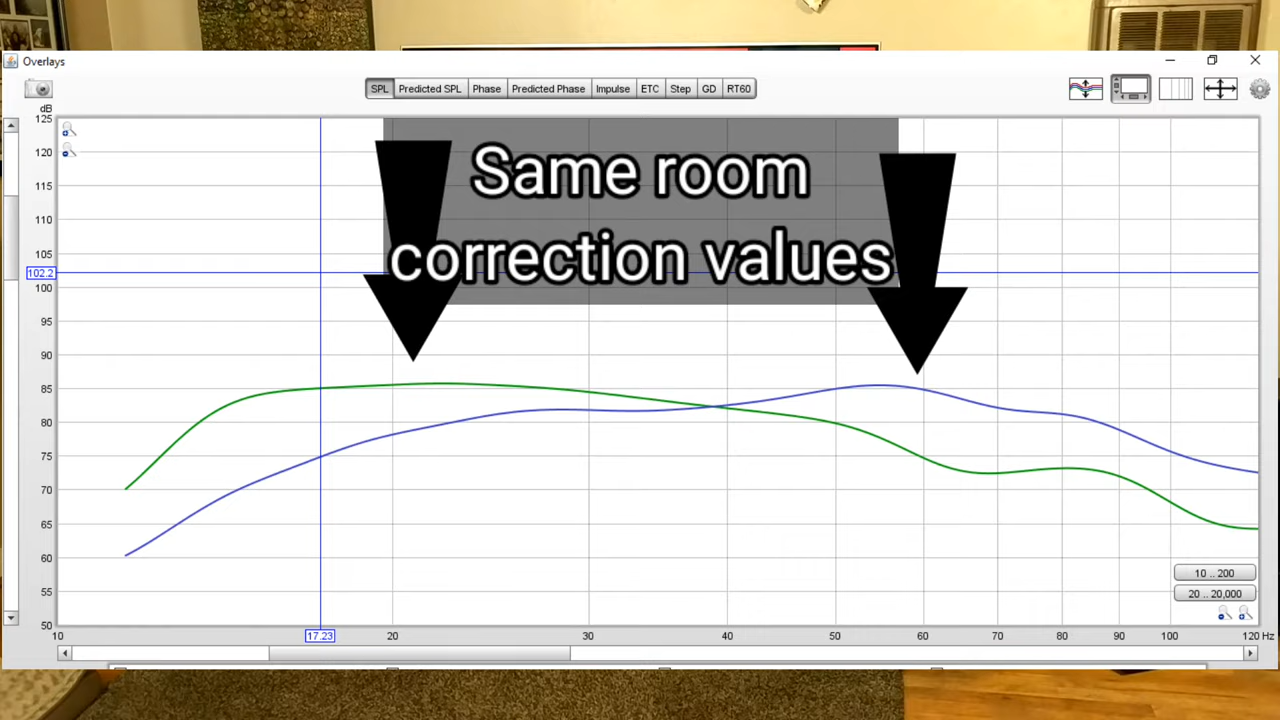 Overlays
SPL Predicted SPL Phase Predicted Phase Impulse ETC Step GD RT60
dB
125
120
115
110
105
102.2
100
95
90
85
80
75
70
65
60
55
50
Same room
correction values
10 .. 200
20 .. 20,000
10 17.23 20 30 40 50 60 70 80 90 100 120 Hz